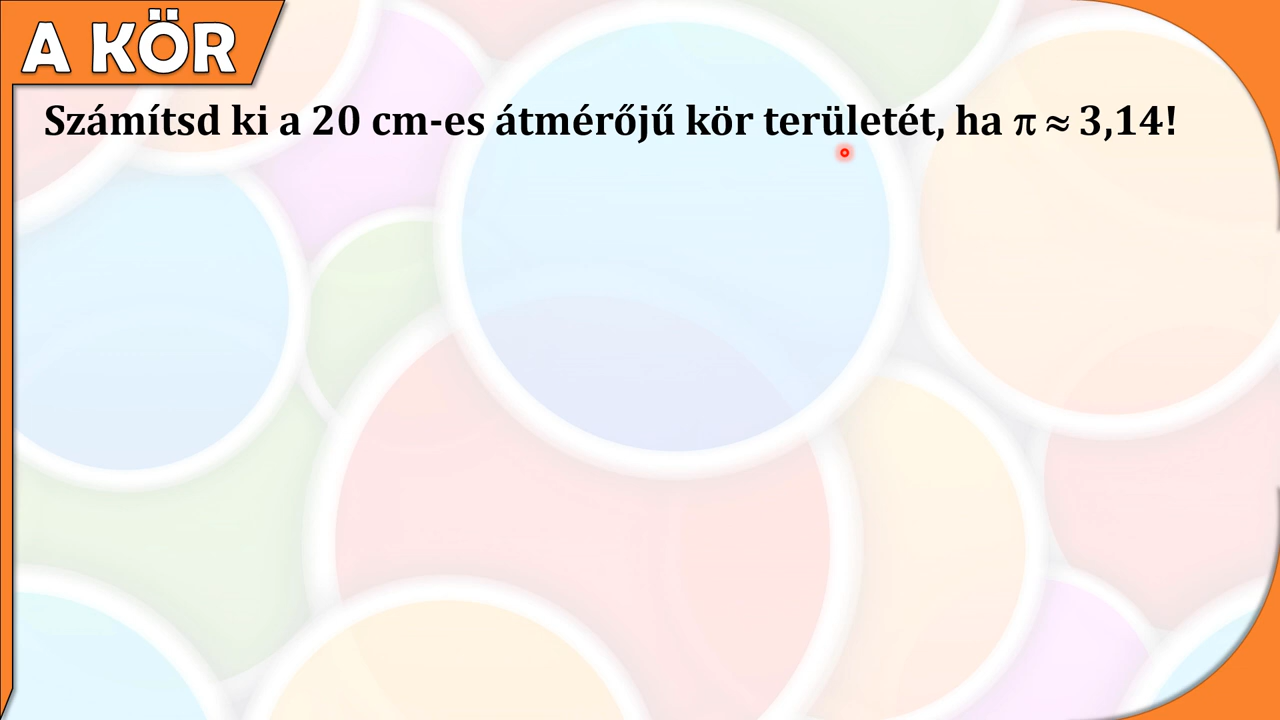 A KÖR
Számítsd ki a 20 cm-es átmérőjű kör területét, ha π ≈ 3,14!